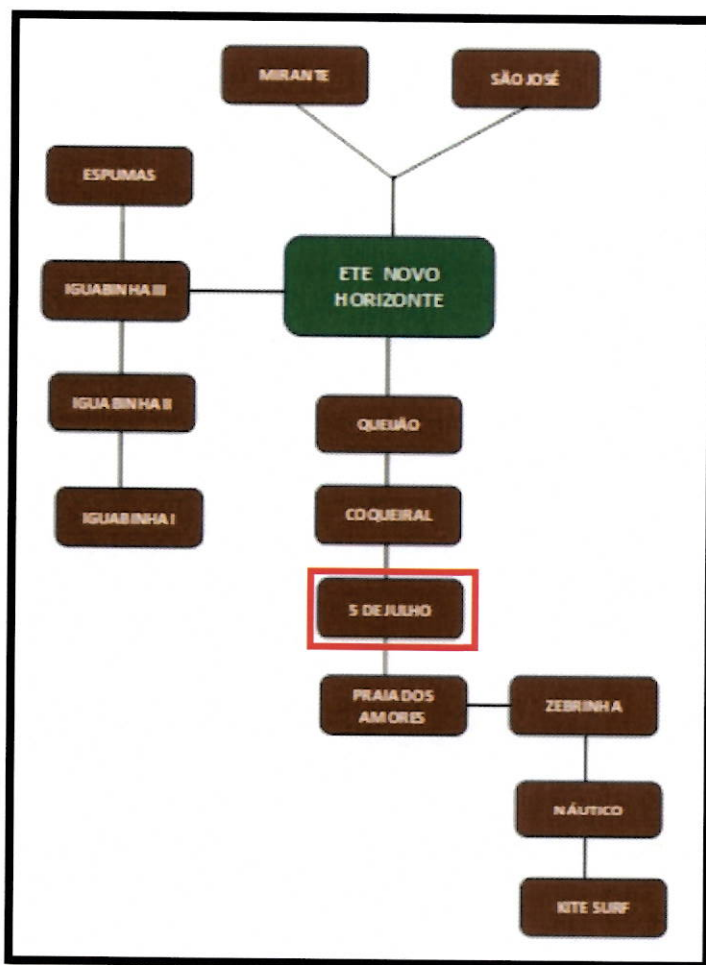 MIRANTE
SÃO JOSÉ
ESPUMAS
ETE NOVO
HORIZONTE
IGUABINHA III
IGUABINHA II
QUEIJÃO
IGUABINHA I
COQUEIRAL
5 DE JULHO
PRAIA DOS
AMORES
ZEBRINHA
NÁUTICO
KITE SURF